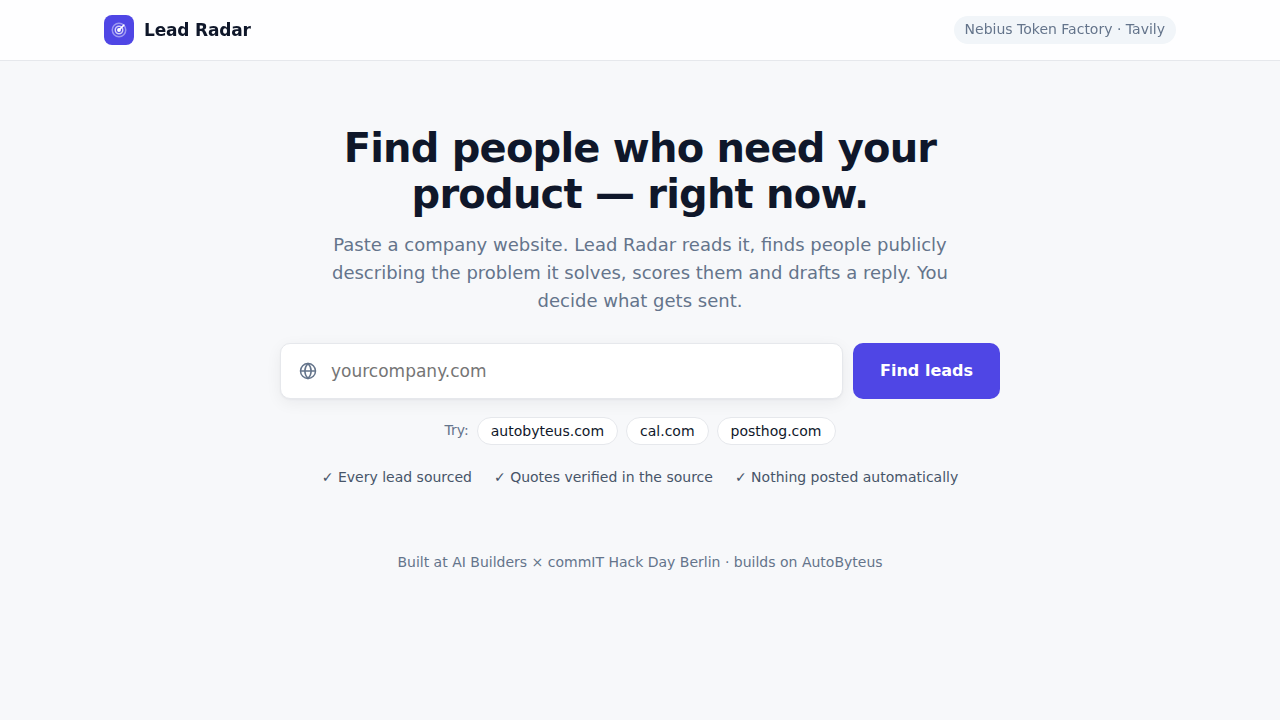 Lead Radar
Nebius Token Factory · Tavily
Find people who need your
product — right now.
Paste a company website. Lead Radar reads it, finds people publicly
describing the problem it solves, scores them and drafts a reply. You
decide what gets sent.
yourcompany.com
Find leads
Try: autobyteus.com cal.com posthog.com
✓ Every lead sourced ✓ Quotes verified in the source ✓ Nothing posted automatically
Built at AI Builders × commIT Hack Day Berlin · builds on AutoByteus